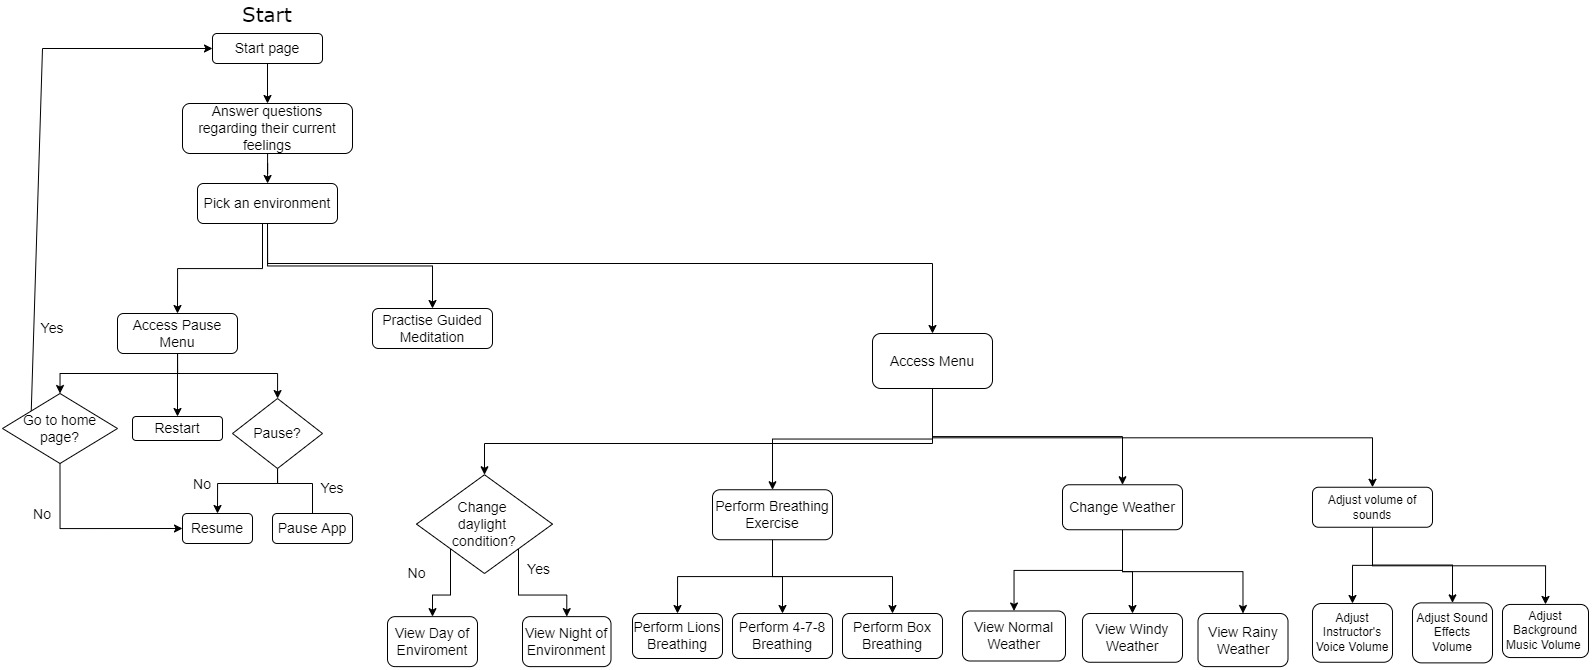 Start
Start page
Answer questions
regarding their current
feelings
Pick an environment
Access Pause
Menu
Practise Guided
Meditation
Access Menu
Yes
Go to home
page?
Restart
Pause?
No
Yes
No
Resume
Pause App
Change
daylight
condition?
No
Yes
View Day of
Enviroment
View Night of
Environment
Perform Breathing
Exercise
Perform Lions
Breathing
Perform 4-7-8
Breathing
Perform Box
Breathing
Change Weather
View Normal
Weather
View Windy
Weather
View Rainy
Weather
Adjust volume of
sounds
Adjust
Instructor's
Voice Volume
Adjust Sound
Effects
Volume
Adjust
Background
Music Volume